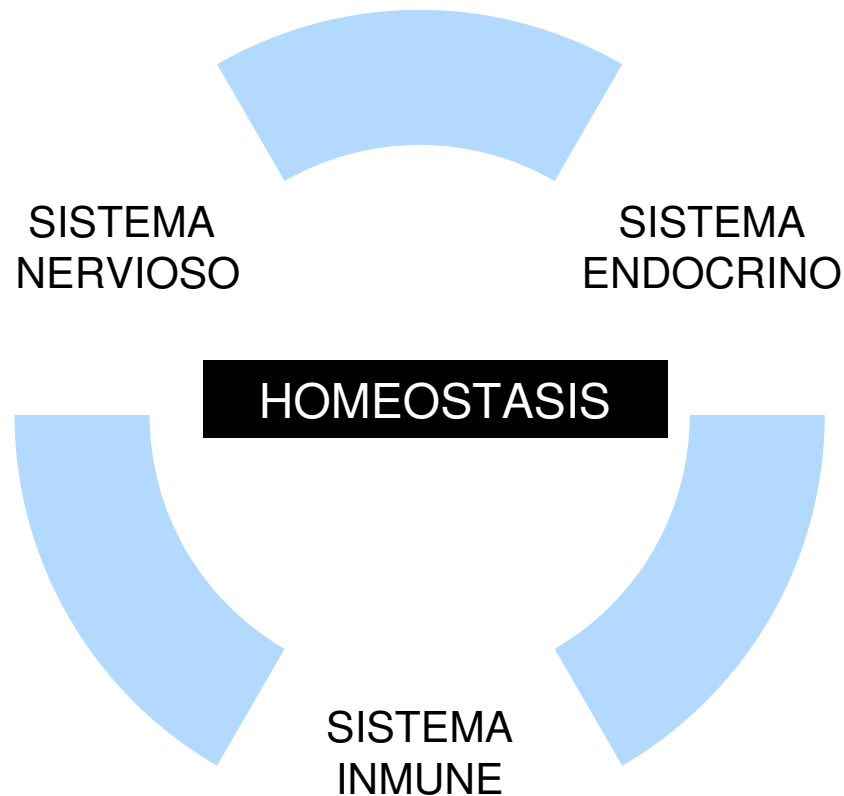 SISTEMA
NERVIOSO
SISTEMA
ENDOCRINO
HOMEOSTASIS
SISTEMA
INMUNE